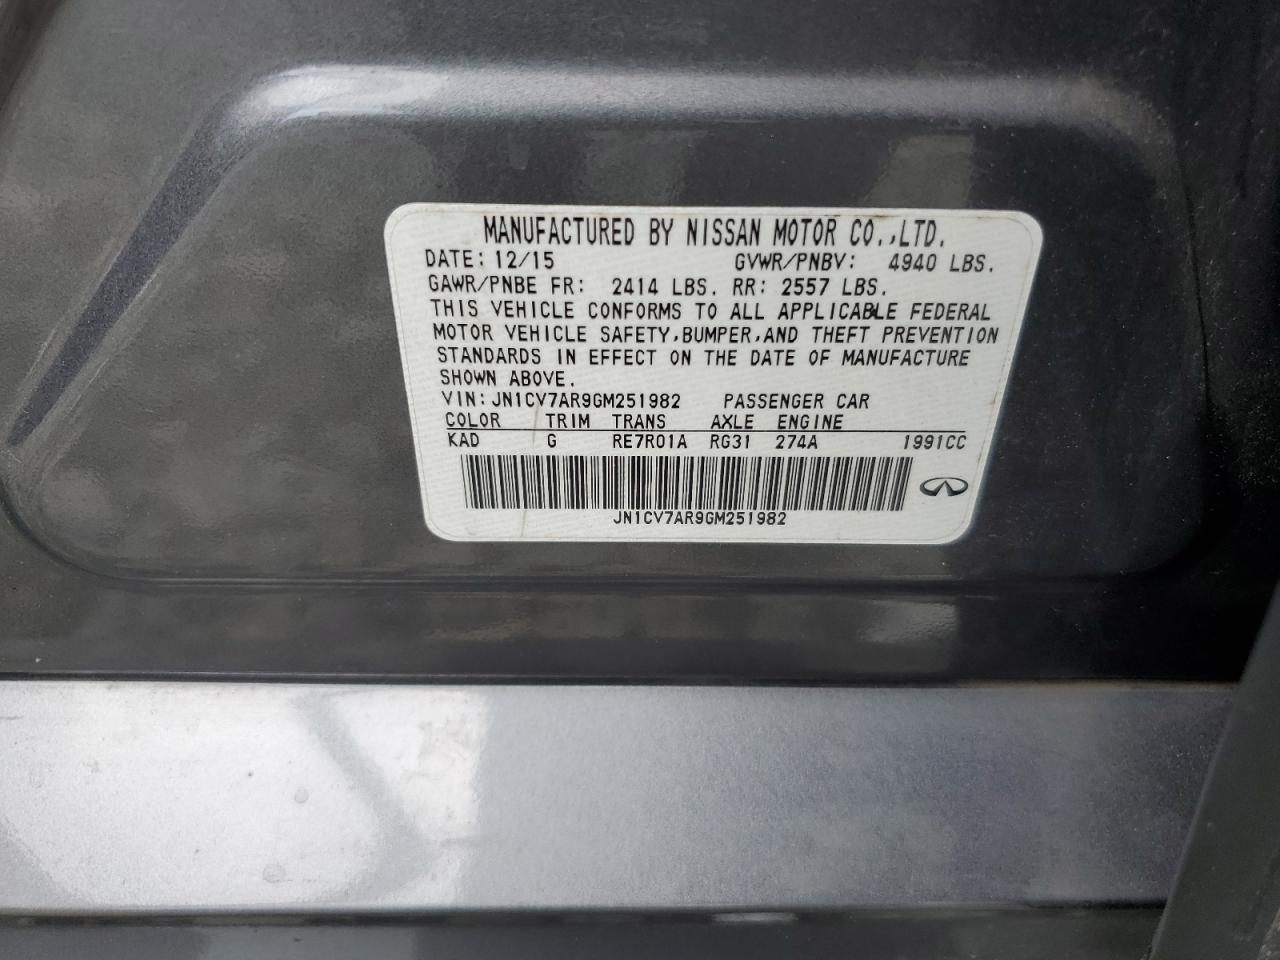 MANUFACTURED BY NISSAN MOTOR CO.,LTD.
DATE: 12/15 GVWR/PNBV: 4940 LBS.
GAWR/PNBE FR: 2414 LBS. RR: 2557 LBS.
THIS VEHICLE CONFORMS TO ALL APPLICABLE FEDERAL
MOTOR VEHICLE SAFETY,BUMPER,AND THEFT PREVENTION
STANDARDS IN EFFECT ON THE DATE OF MANUFACTURE
SHOWN ABOVE.
VIN:JN1CV7AR9GM251982 PASSENGER CAR
COLOR TRIM TRANS AXLE ENGINE
KAD G RE7R01A RG31 274A 1991CC
JN1CV7AR9GM251982